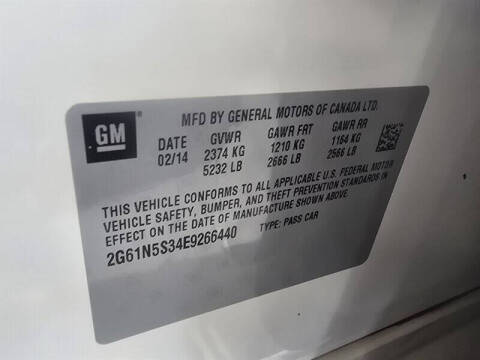 GM
MFD BY GENERAL MOTORS OF CANADA LTD.
DATE GVWR GAWR FRT GAWR RR
02/14 2374 KG 1210 KG 1164 KG
5232 LB 2666 LB 2566 LB
THIS VEHICLE CONFORMS TO ALL APPLICABLE U.S. FEDERAL MOTOR
VEHICLE SAFETY, BUMPER, AND THEFT PREVENTION STANDARDS IN
EFFECT ON THE DATE OF MANUFACTURE SHOWN ABOVE.
2G61N5S34E9266440 TYPE: PASS CAR